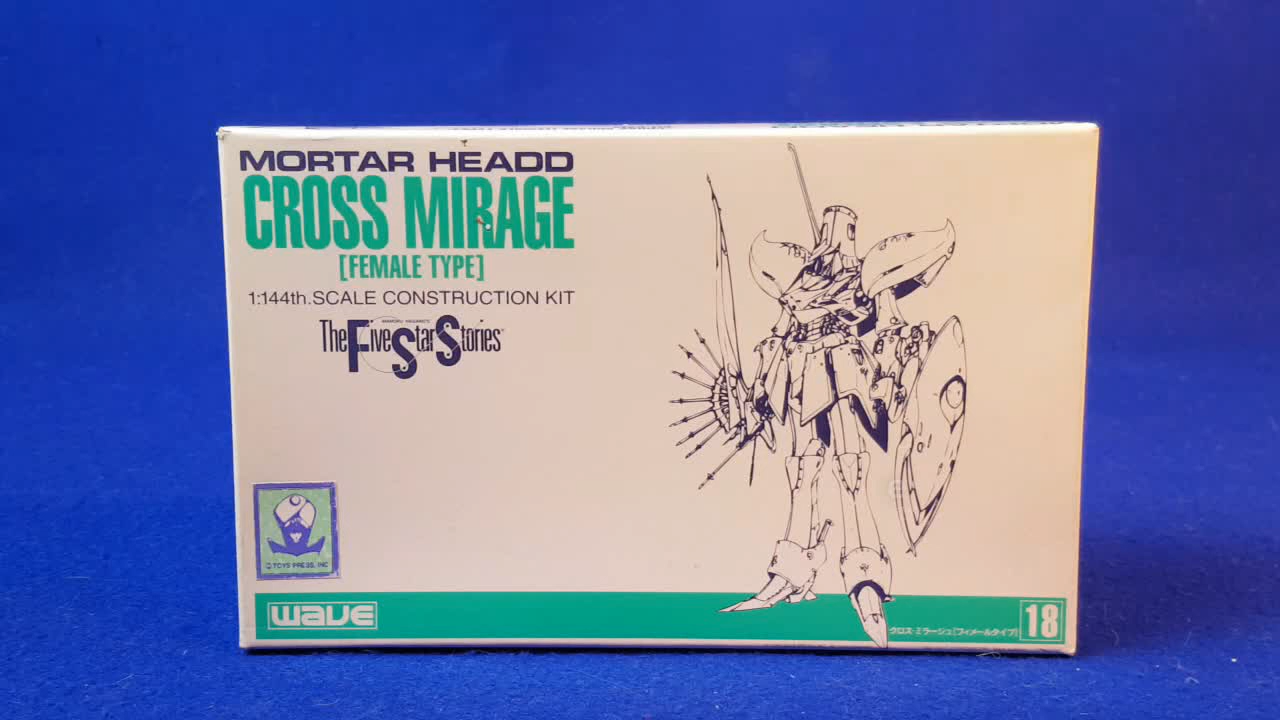 MORTAR HEADD
CROSS MIRAGE
[FEMALE TYPE]
1:144th.SCALE CONSTRUCTION KIT
MAMORU NAGANO'S
The Five Star Stories
© TOYS PRESS, INC
wave
クロス・ミラージュ[フィメールタイプ]
18